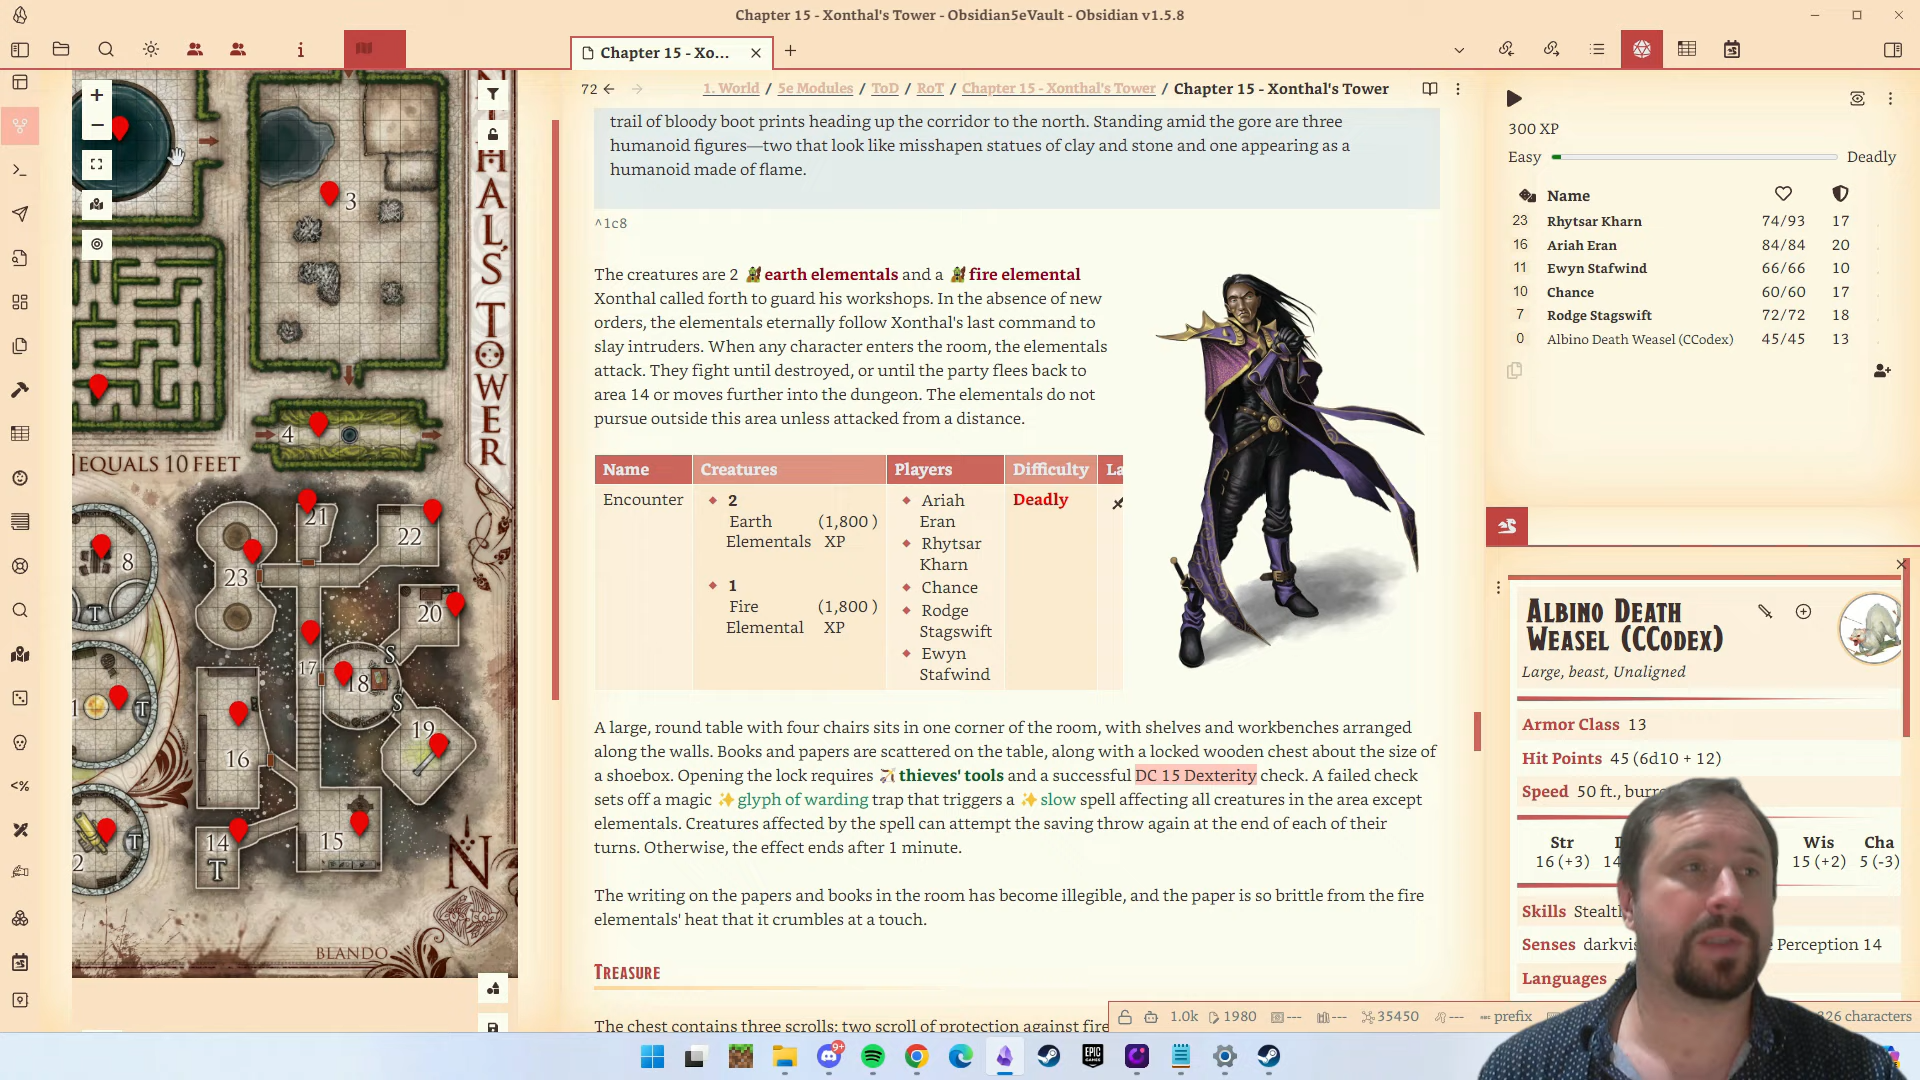 Chapter 15 - Xonthal's Tower - Obsidian5eVault - Obsidian v1.5.8
Chapter 15 - Xo...
72
1. World / 5e Modules / ToD / RoT / Chapter 15 - Xonthal's Tower / Chapter 15 - Xonthal's Tower
trail of bloody boot prints heading up the corridor to the north. Standing amid the gore are three
humanoid figures—two that look like misshapen statues of clay and stone and one appearing as a
humanoid made of flame.
^1c8
The creatures are 2 earth elementals and a fire elemental
Xonthal called forth to guard his workshops. In the absence of new
orders, the elementals eternally follow Xonthal's last command to
slay intruders. When any character enters the room, the elementals
attack. They fight until destroyed, or until the party flees back to
area 14 or moves further into the dungeon. The elementals do not
pursue outside this area unless attacked from a distance.
Name Creatures Players Difficulty La
Encounter
2
Earth (1,800 )
Elementals XP
1
Fire (1,800 )
Elemental XP
Ariah
Eran
Rhytsar
Kharn
Chance
Rodge
Stagswift
Ewyn
Stafwind
Deadly
A large, round table with four chairs sits in one corner of the room, with shelves and workbenches arranged
along the walls. Books and papers are scattered on the table, along with a locked wooden chest about the size of
a shoebox. Opening the lock requires thieves' tools and a successful DC 15 Dexterity check. A failed check
sets off a magic glyph of warding trap that triggers a slow spell affecting all creatures in the area except
elementals. Creatures affected by the spell can attempt the saving throw again at the end of each of their
turns. Otherwise, the effect ends after 1 minute.
The writing on the papers and books in the room has become illegible, and the paper is so brittle from the fire
elementals' heat that it crumbles at a touch.
Treasure
The chest contains three scrolls: two scroll of protection against fire
1.0k 1980 --- --- 35450 --- prefix
326 characters
3
4
EQUALS 10 FEET
HAL'S TOWER
8
21
22
23
20
17
18
S
S
19
16
15
14
T
T
T
T
1
2
N
BLANDO
300 XP
Easy Deadly
Name
23 Rhytsar Kharn 74/93 17
16 Ariah Eran 84/84 20
11 Ewyn Stafwind 66/66 10
10 Chance 60/60 17
7 Rodge Stagswift 72/72 18
0 Albino Death Weasel (CCodex) 45/45 13
Albino Death
Weasel (CCodex)
Large, beast, Unaligned
Armor Class 13
Hit Points 45 (6d10 + 12)
Speed 50 ft., burr
Str Wis Cha
16 (+3) 14 15 (+2) 5 (-3)
Skills Stealt
Senses darkvis Perception 14
Languages
9+
EPIC
GAMES